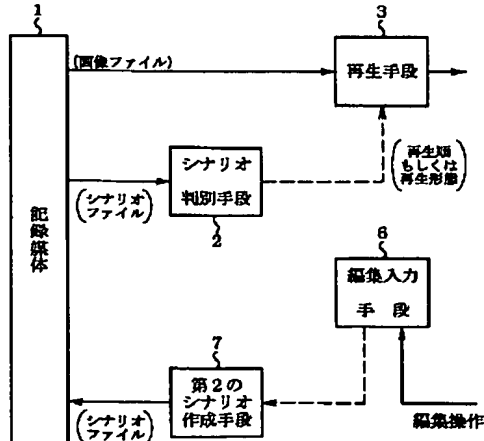 1
3
(画像ファイル)
再生手段
シナリオ
判別手段
(シナリオ
ファイル)
2
(再生順
もしくは
再生形態)
記録媒体
6
編集入力
手 段
7
第2の
シナリオ
作成手段
(シナリオ
ファイル)
編集操作